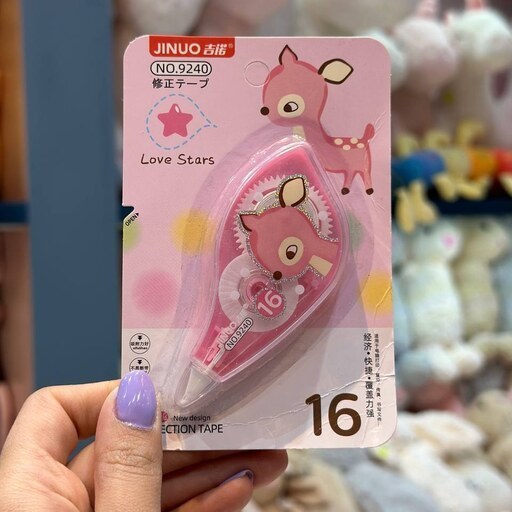 JINUO 吉诺®
NO.9240
修正テープ
Love Stars
OPEN
16
JINUO
NO.9240
经济·快捷·覆盖力强
New design
ECTION TAPE
16